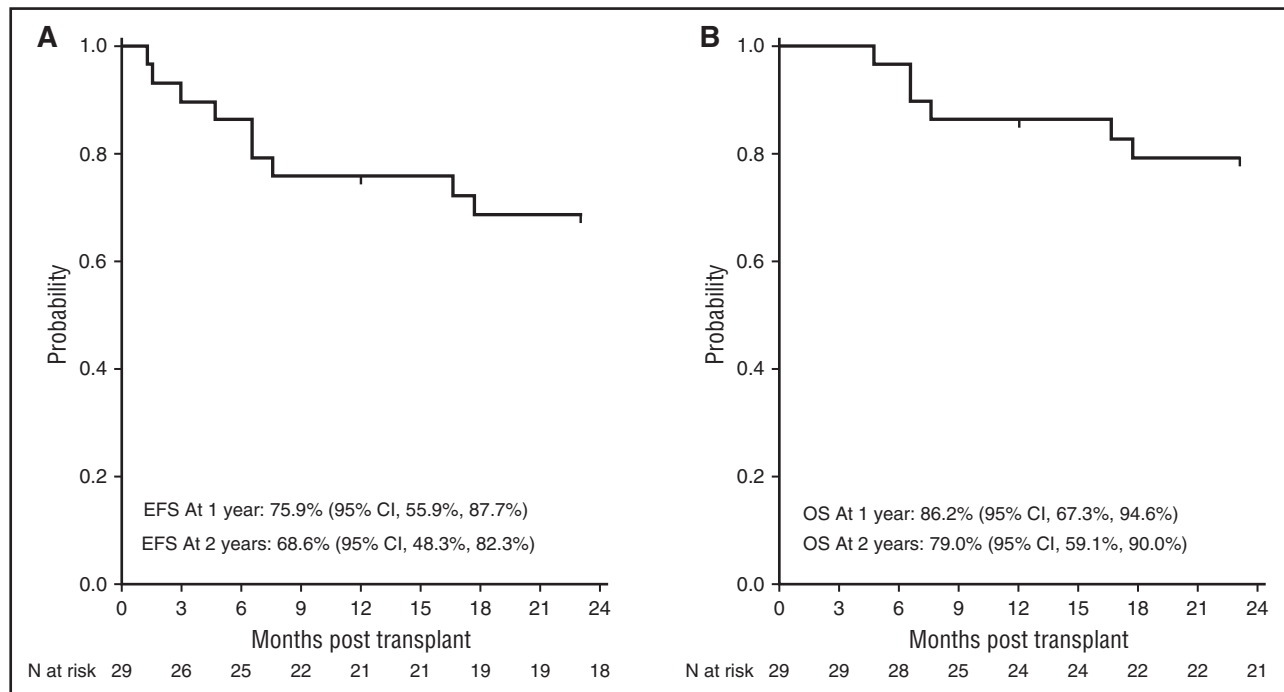 A
1.0
0.8
0.6
0.4
0.2
0.0
Probability
EFS At 1 year: 75.9% (95% CI, 55.9%, 87.7%)
EFS At 2 years: 68.6% (95% CI, 48.3%, 82.3%)
0 3 6 9 12 15 18 21 24
Months post transplant
N at risk 29 26 25 22 21 21 19 19 18
B
1.0
0.8
0.6
0.4
0.2
0.0
Probability
OS At 1 year: 86.2% (95% CI, 67.3%, 94.6%)
OS At 2 years: 79.0% (95% CI, 59.1%, 90.0%)
0 3 6 9 12 15 18 21 24
Months post transplant
N at risk 29 29 28 25 24 24 22 22 21